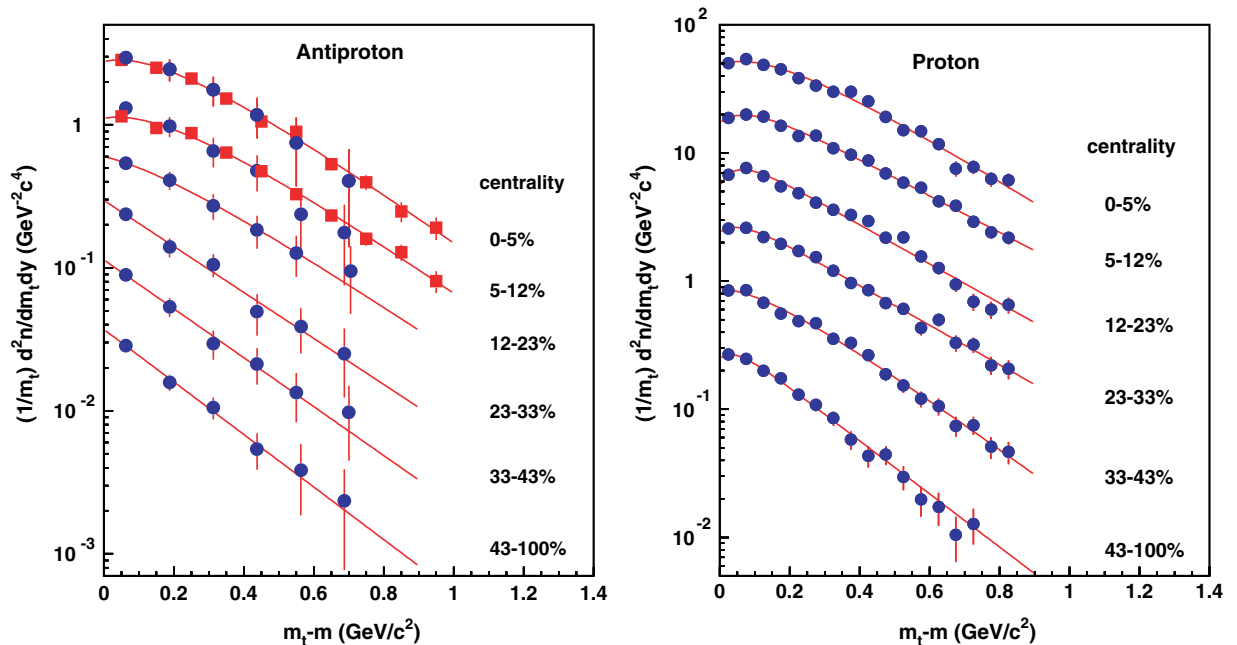 Antiproton
(1/m_t) d²n/dm_tdy (GeV⁻²c⁴)
1
10⁻¹
10⁻²
10⁻³
centrality
0-5%
5-12%
12-23%
23-33%
33-43%
43-100%
0 0.2 0.4 0.6 0.8 1 1.2 1.4
m_t-m (GeV/c²)
Proton
(1/m_t) d²n/dm_tdy (GeV⁻²c⁴)
10²
10
1
10⁻¹
10⁻²
centrality
0-5%
5-12%
12-23%
23-33%
33-43%
43-100%
0 0.2 0.4 0.6 0.8 1 1.2 1.4
m_t-m (GeV/c²)